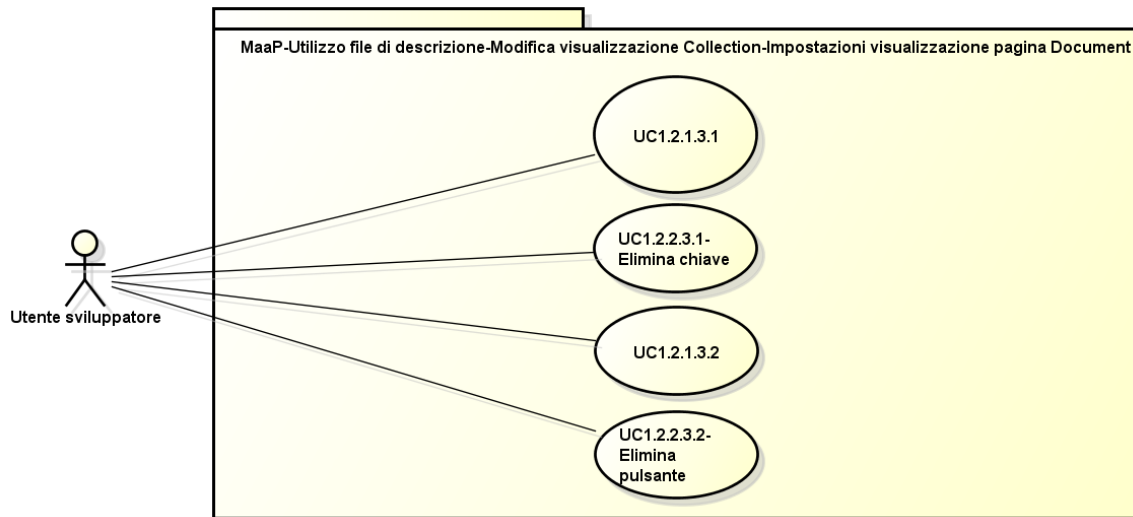 MaaP-Utilizzo file di descrizione-Modifica visualizzazione Collection-Impostazioni visualizzazione pagina Document
UC1.2.1.3.1
UC1.2.2.3.1-
Elimina chiave
Utente sviluppatore
UC1.2.1.3.2
UC1.2.2.3.2-
Elimina
pulsante